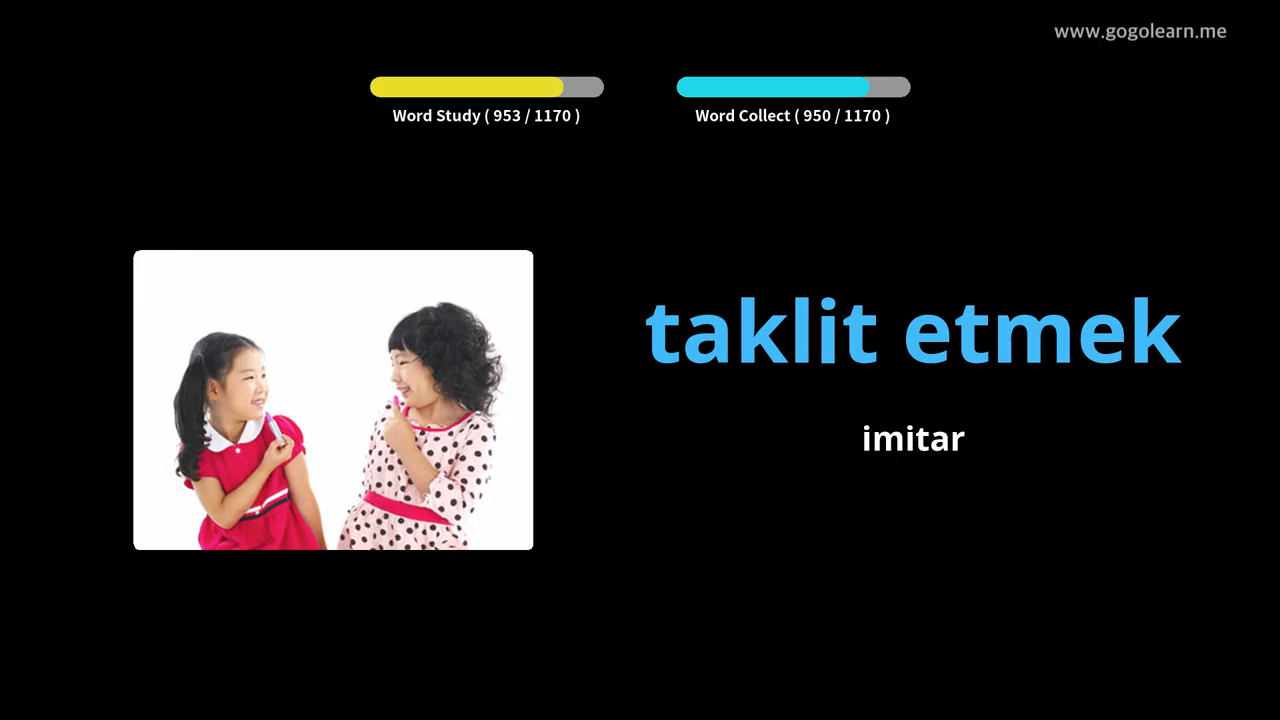 www.gogolearn.me
Word Study ( 953 / 1170 )
Word Collect ( 950 / 1170 )
taklit etmek
imitar